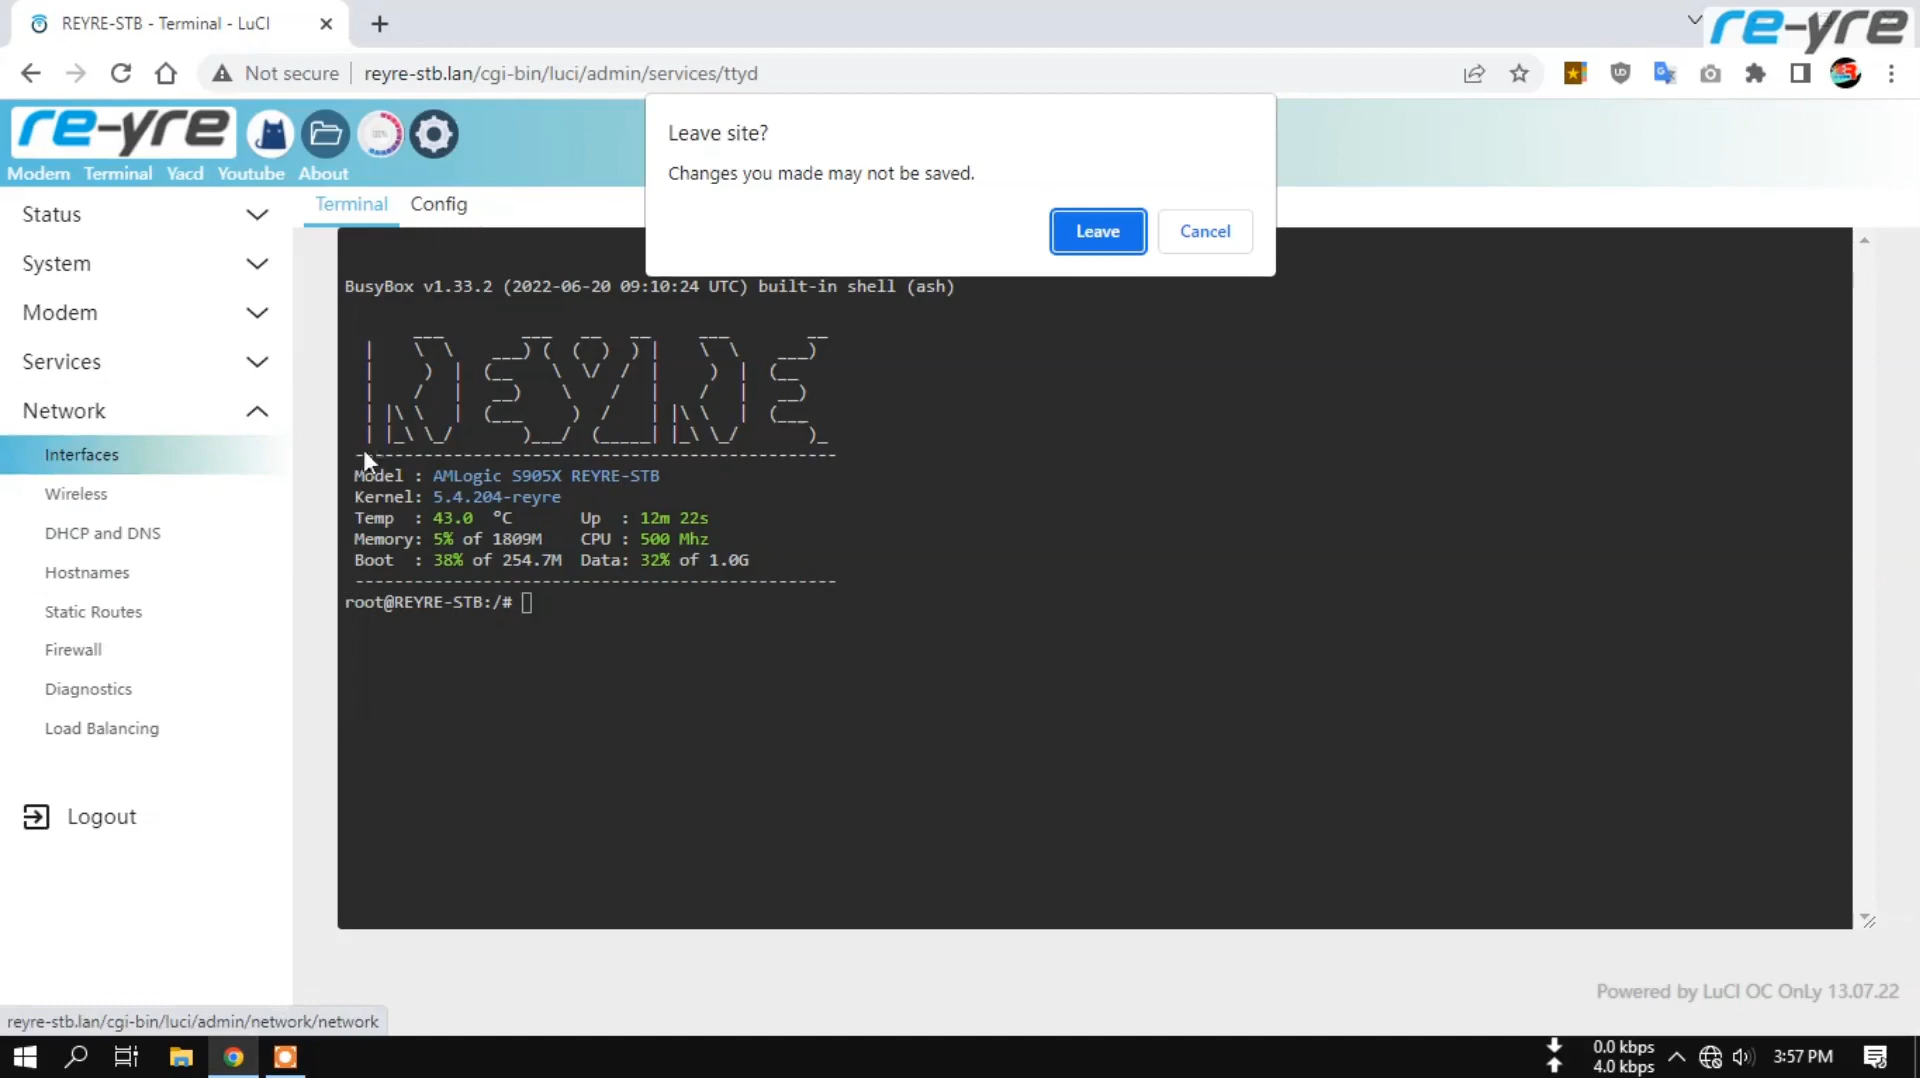 REYRE-STB - Terminal - LuCI
re-yre
Not secure
reyre-stb.lan/cgi-bin/luci/admin/services/ttyd
re-yre
Modem Terminal Yacd Youtube About
Leave site?
Changes you made may not be saved.
Leave
Cancel
Status
System
Modem
Services
Network
Interfaces
Wireless
DHCP and DNS
Hostnames
Static Routes
Firewall
Diagnostics
Load Balancing
Logout
Terminal
Config
BusyBox v1.33.2 (2022-06-20 09:10:24 UTC) built-in shell (ash)
REYRE
Model : AMLogic S905X REYRE-STB
Kernel: 5.4.204-reyre
Temp : 43.0 °C Up : 12m 22s
Memory: 5% of 1809M CPU : 500 Mhz
Boot : 38% of 254.7M Data: 32% of 1.0G
root@REYRE-STB:/#
Powered by LuCI OC OnLy 13.07.22
reyre-stb.lan/cgi-bin/luci/admin/network/network
0.0 kbps
4.0 kbps
3:57 PM